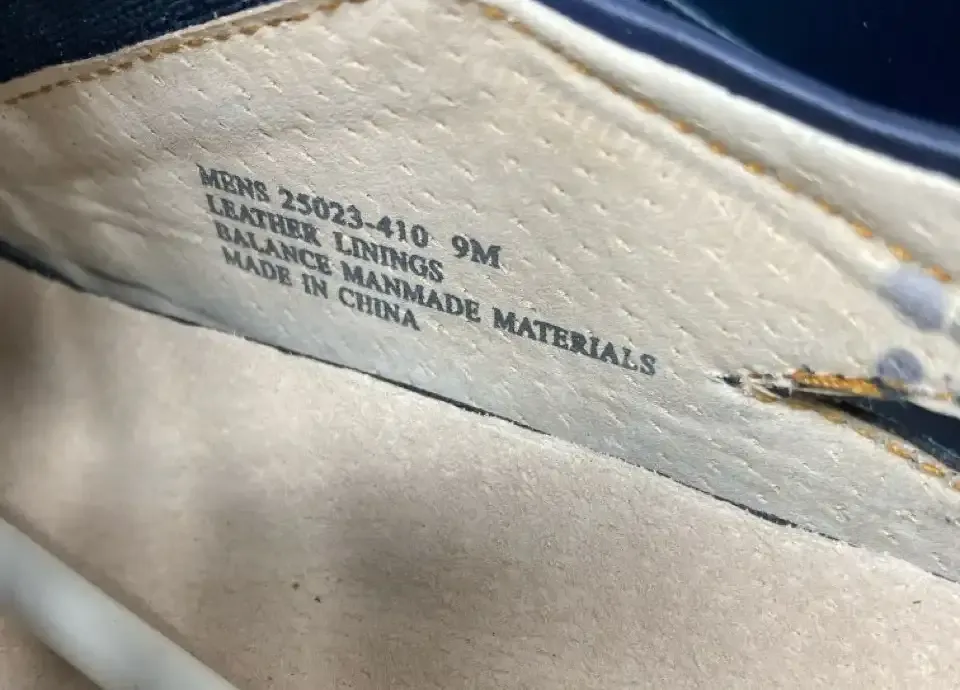 MENS 25023-410 9M
LEATHER LININGS
BALANCE MANMADE MATERIALS
MADE IN CHINA